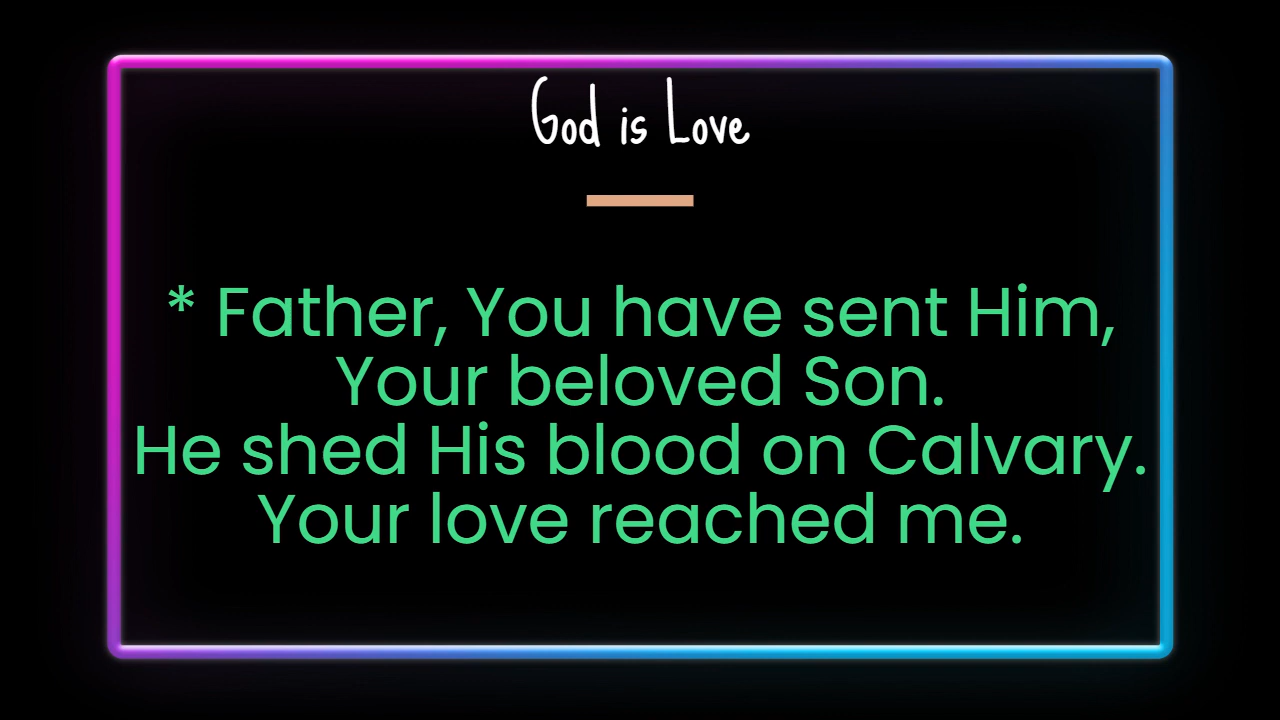 God is Love
* Father, You have sent Him,
Your beloved Son.
He shed His blood on Calvary.
Your love reached me.